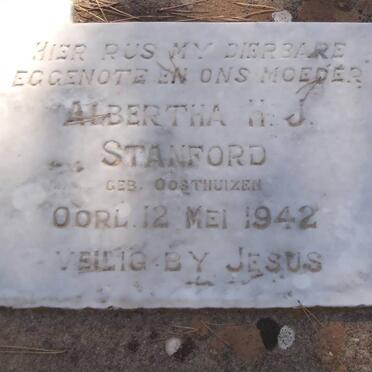 HIER RUS MY DIERBARE
EGGENOTE EN ONS MOEDER
ALBERTHA H. J.
STANFORD
GEB. OOSTHUIZEN
OORL. 12 MEI 1942
VEILIG BY JESUS